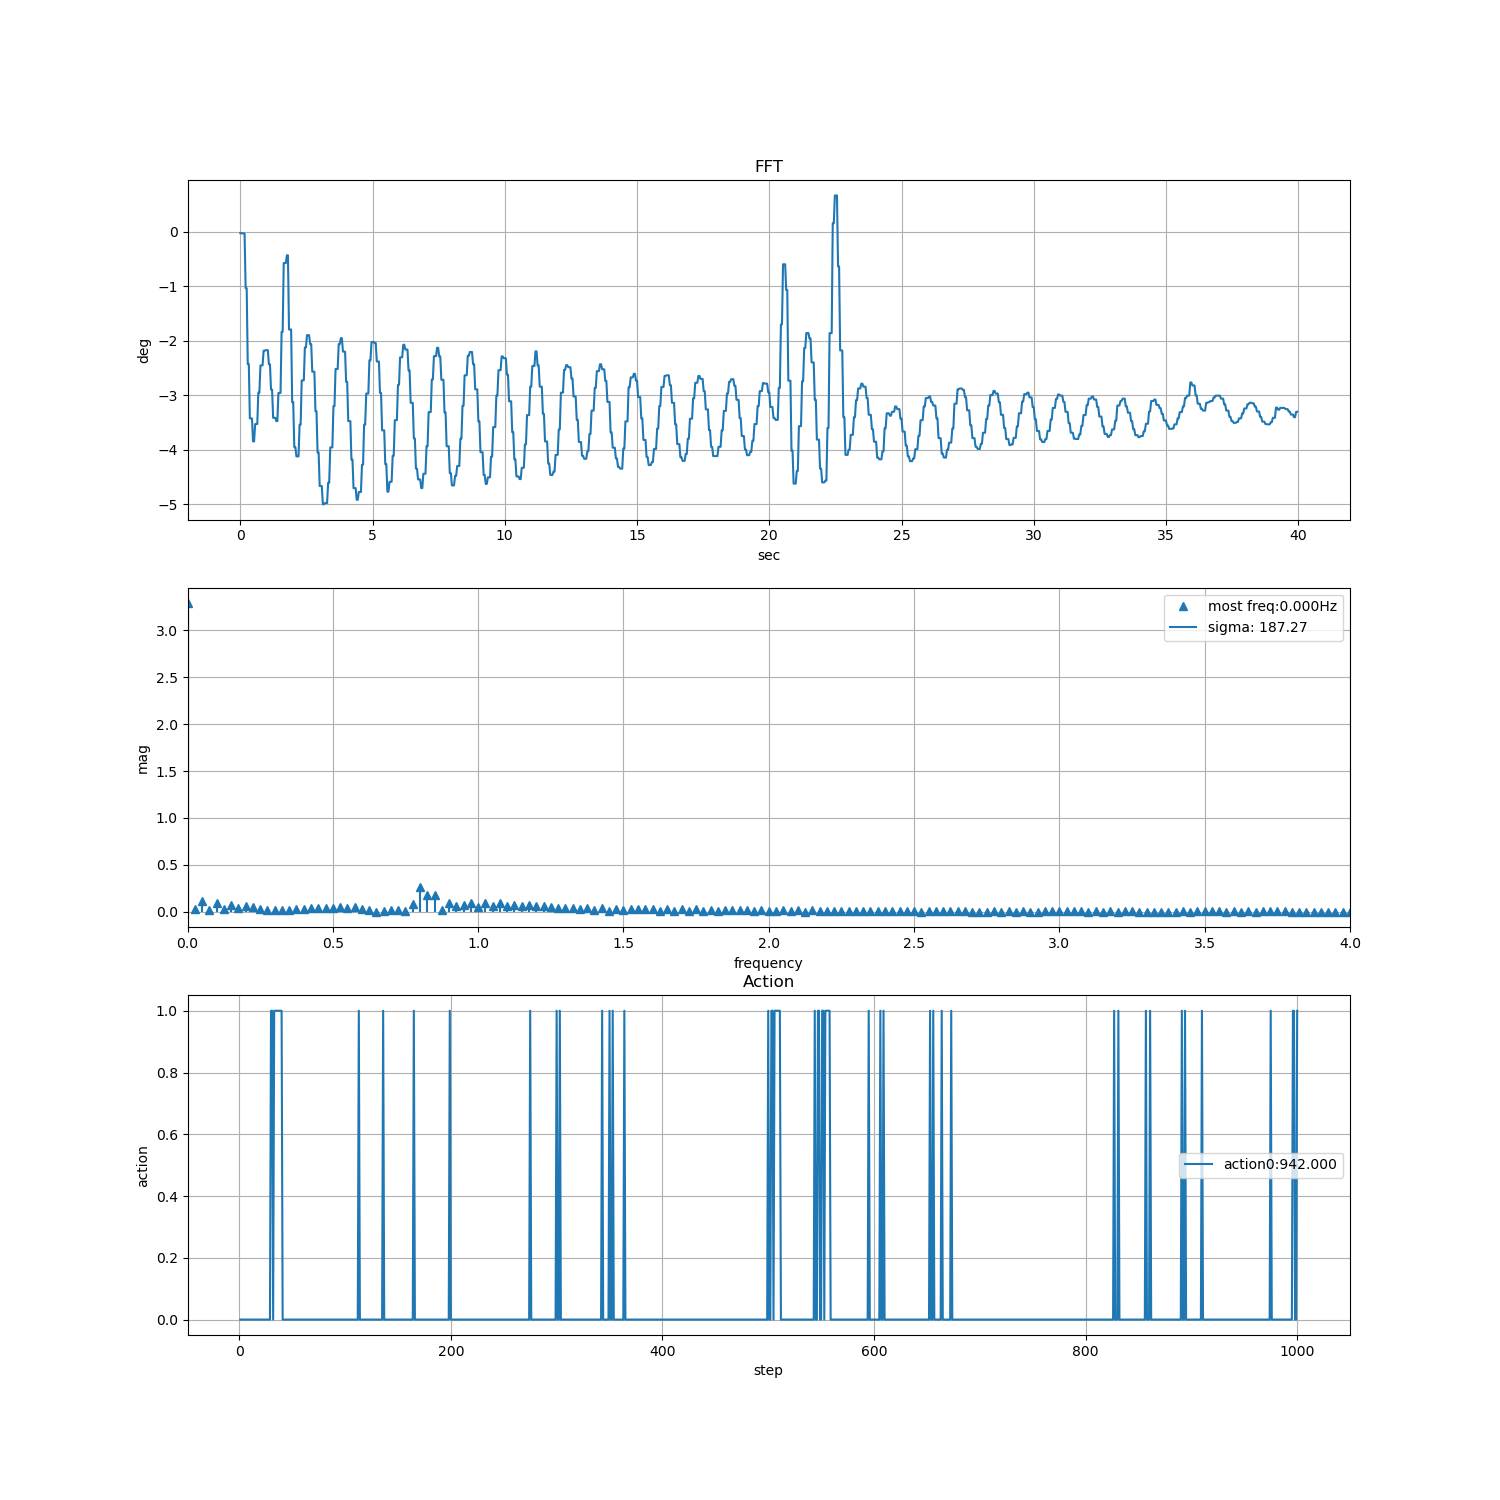 FFT
0
−1
−2
−3
−4
−5
deg
0 5 10 15 20 25 30 35 40
sec
most freq:0.000Hz
sigma: 187.27
3.0
2.5
2.0
1.5
1.0
0.5
0.0
mag
0.0 0.5 1.0 1.5 2.0 2.5 3.0 3.5 4.0
frequency
Action
1.0
0.8
0.6
0.4
0.2
0.0
action
action0:942.000
0 200 400 600 800 1000
step